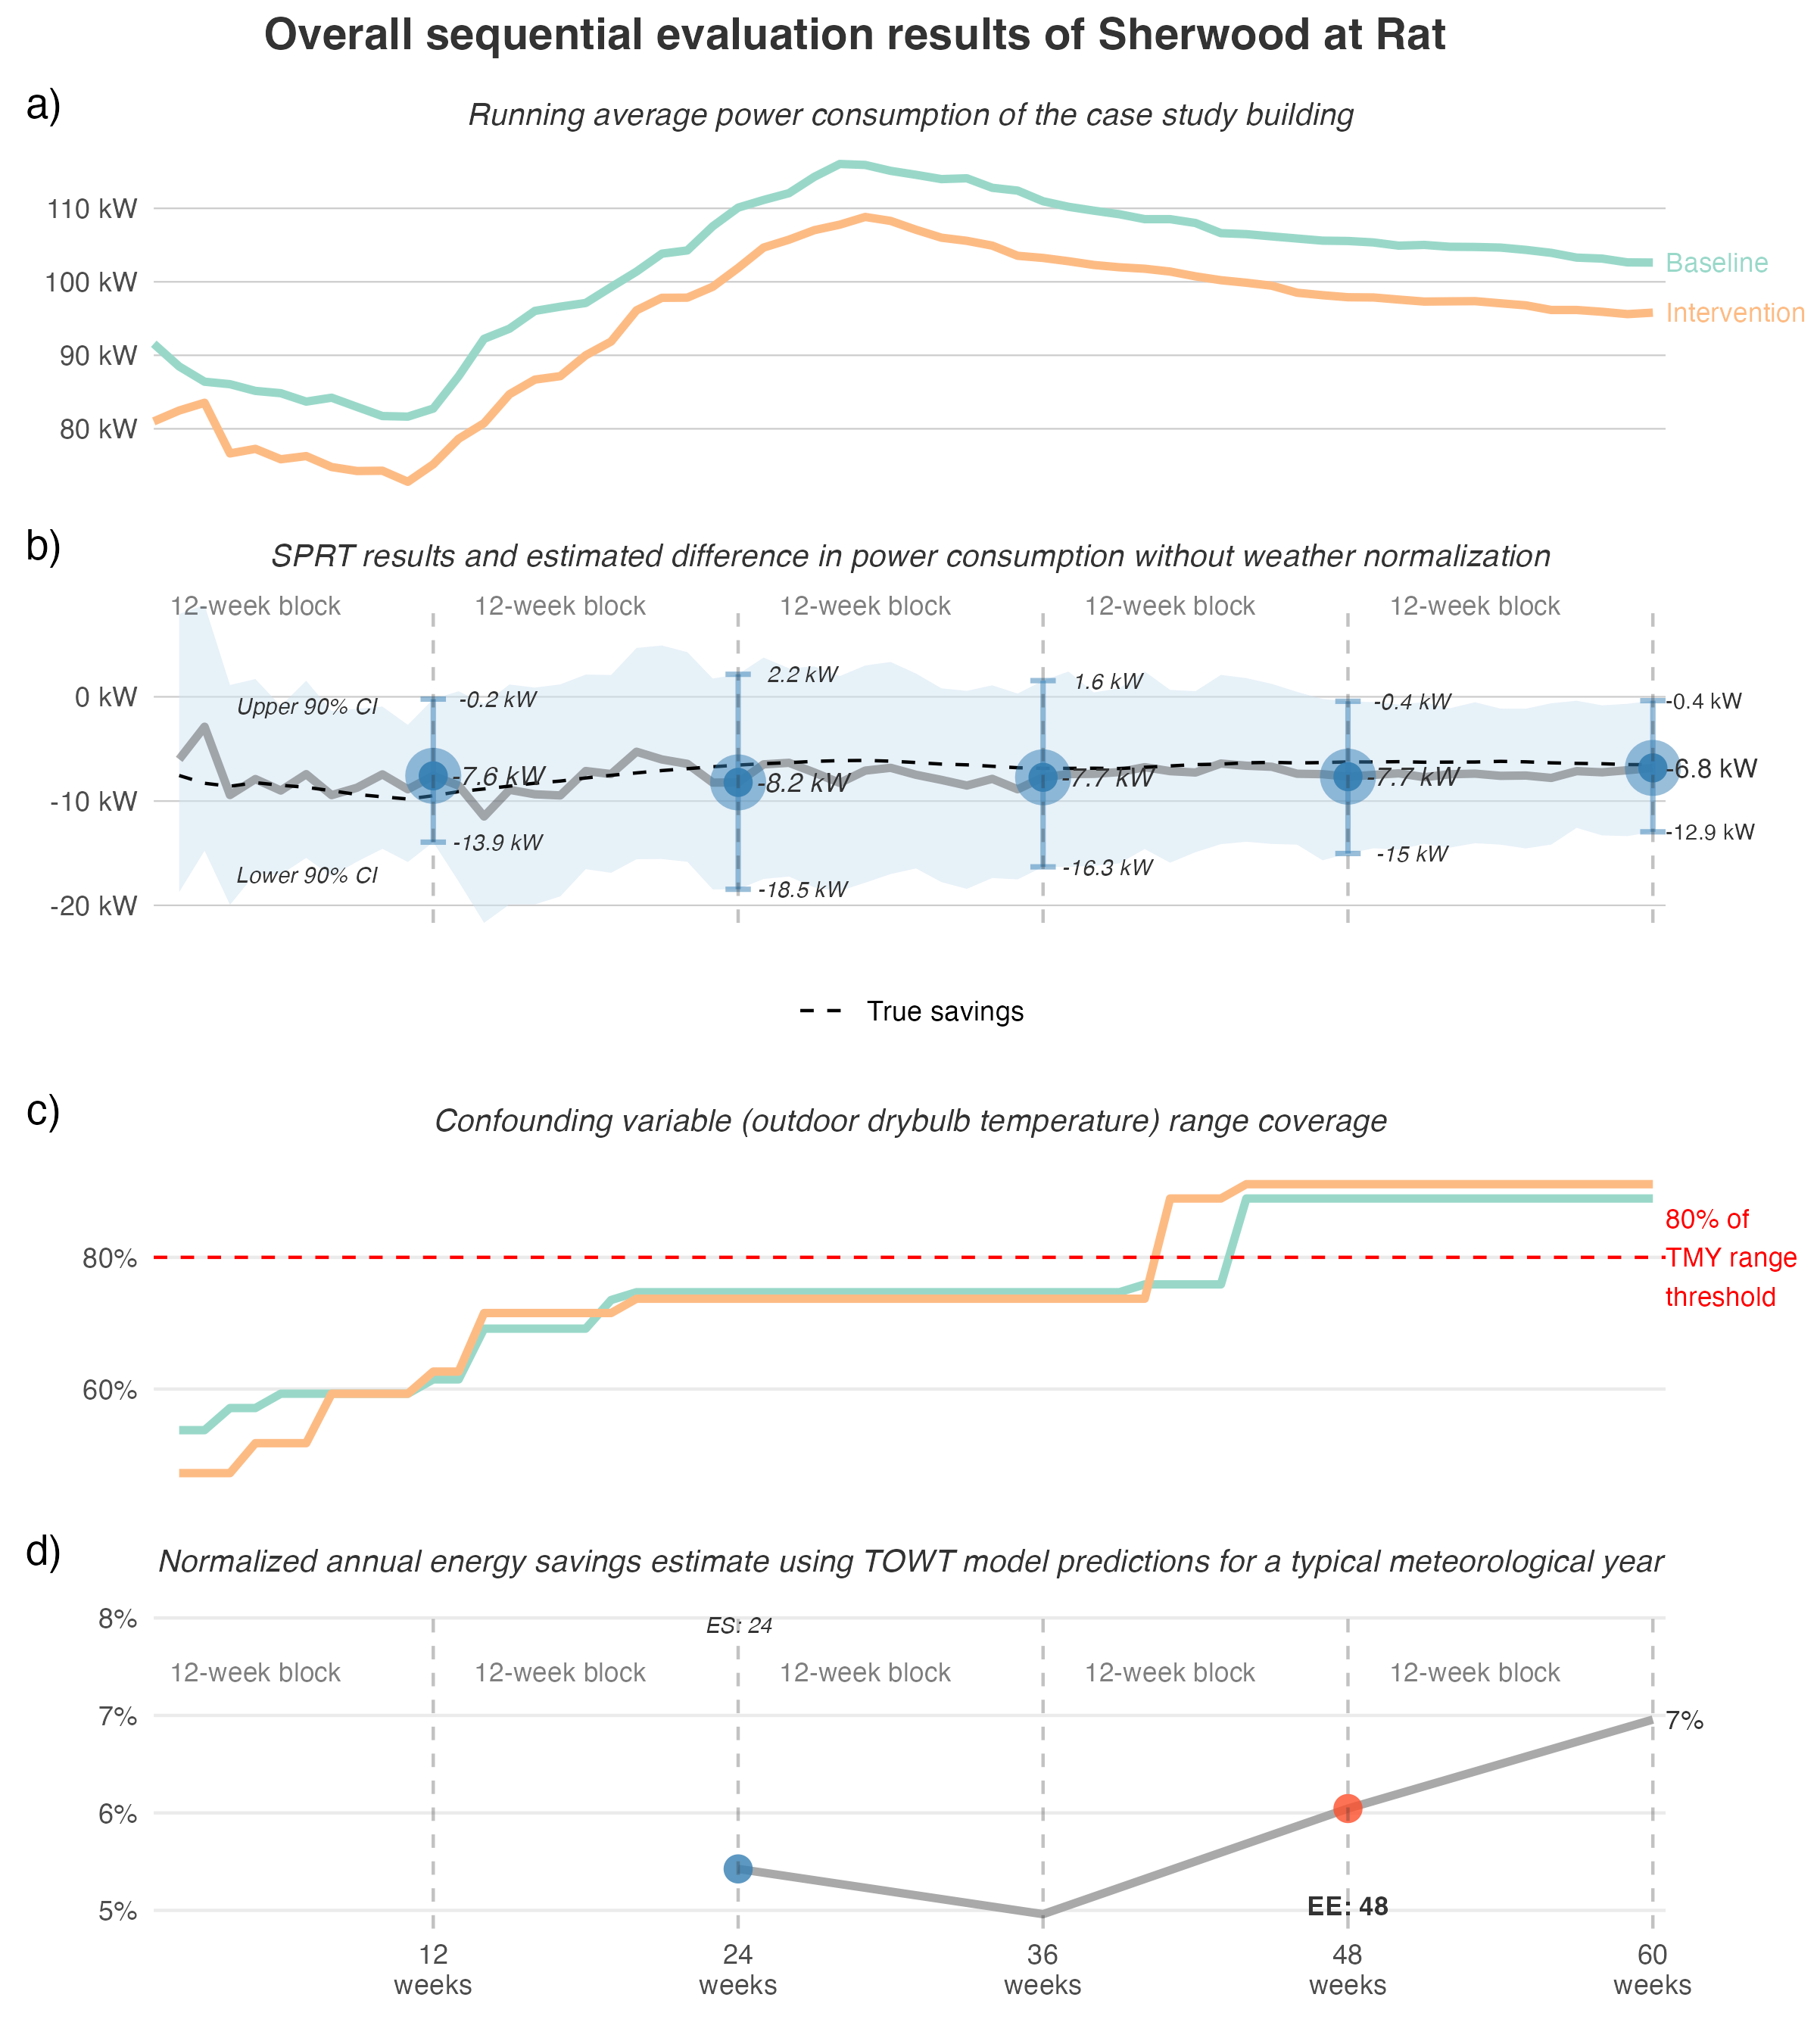 Overall sequential evaluation results of Sherwood at Rat
a)
Running average power consumption of the case study building
110 kW
100 kW
90 kW
80 kW
Baseline
Intervention
b)
SPRT results and estimated difference in power consumption without weather normalization
12-week block
12-week block
12-week block
12-week block
12-week block
0 kW
-10 kW
-20 kW
Upper 90% CI
Lower 90% CI
-0.2 kW
-7.6 kW
-13.9 kW
2.2 kW
-8.2 kW
-18.5 kW
1.6 kW
-7.7 kW
-16.3 kW
-0.4 kW
-7.7 kW
-15 kW
-0.4 kW
-6.8 kW
-12.9 kW
True savings
c)
Confounding variable (outdoor drybulb temperature) range coverage
80%
60%
80% of
TMY range
threshold
d)
Normalized annual energy savings estimate using TOWT model predictions for a typical meteorological year
8%
7%
6%
5%
ES: 24
12-week block
12-week block
12-week block
12-week block
12-week block
7%
EE: 48
12
weeks
24
weeks
36
weeks
48
weeks
60
weeks